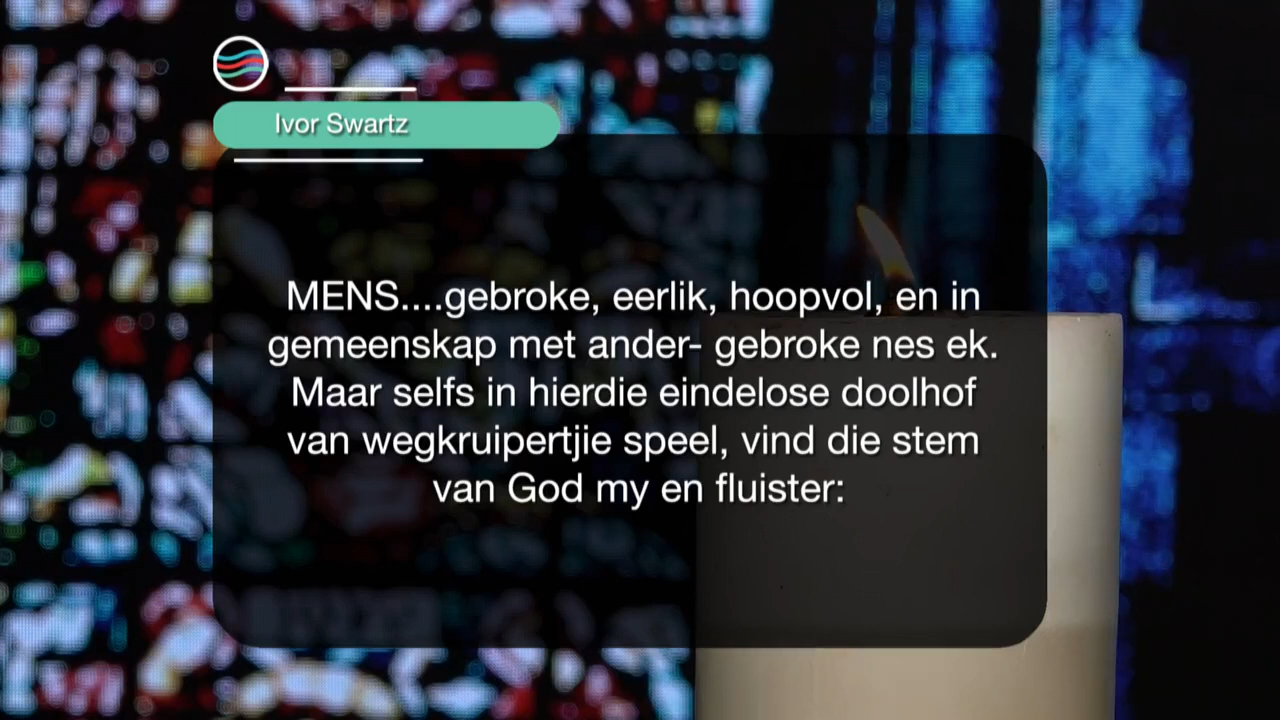 Ivor Swartz
MENS....gebroke, eerlik, hoopvol, en in
gemeenskap met ander- gebroke nes ek.
Maar selfs in hierdie eindelose doolhof
van wegkruipertjie speel, vind die stem
van God my en fluister: